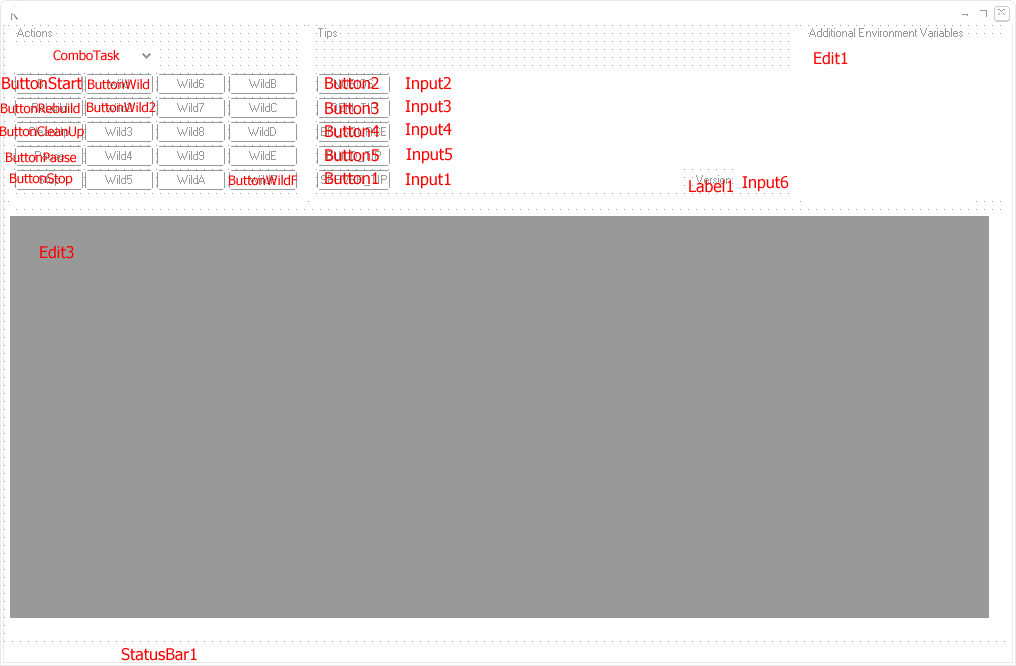 Actions Tips Additional Environment Variables
ComboTask Edit1
ButtonStart ButtonWild Wild6 WildB Button2 Input2
ButtonRebuild ButtonWild2 Wild7 WildC Button3 Input3
ButtonCleanUp Wild3 Wild8 WildD Button4 Input4
ButtonPause Wild4 Wild9 WildE Button5 Input5
ButtonStop Wild5 WildA ButtonWildF Button1 Input1 Version Label1 Input6
Edit3
StatusBar1